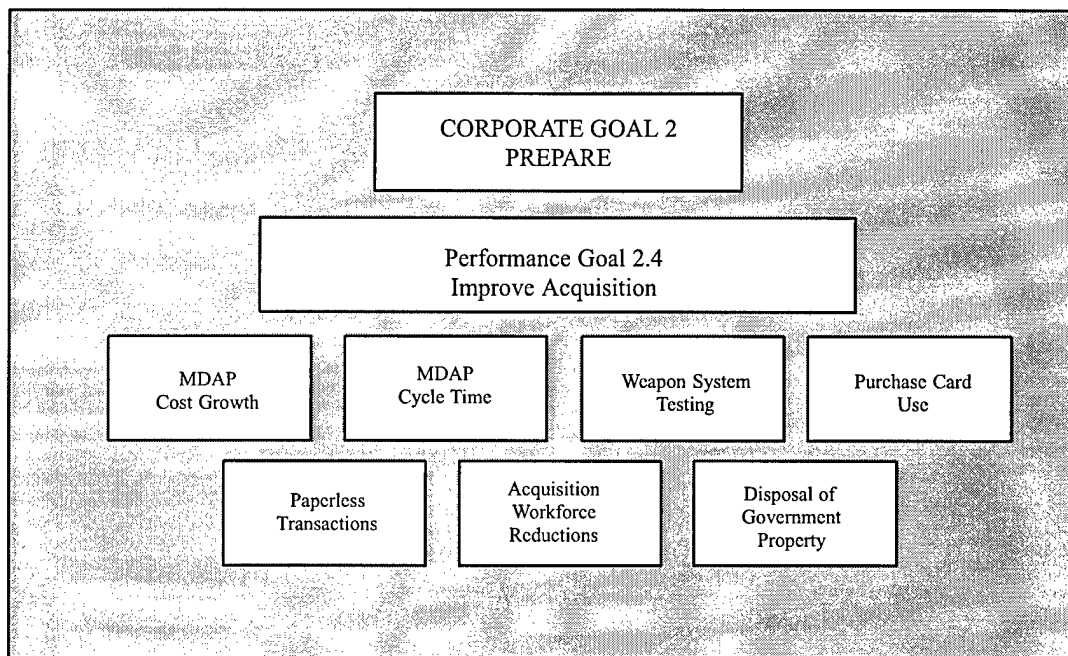 CORPORATE GOAL 2
PREPARE
Performance Goal 2.4
Improve Acquisition
MDAP
Cost Growth
MDAP
Cycle Time
Weapon System
Testing
Purchase Card
Use
Paperless
Transactions
Acquisition
Workforce
Reductions
Disposal of
Government
Property